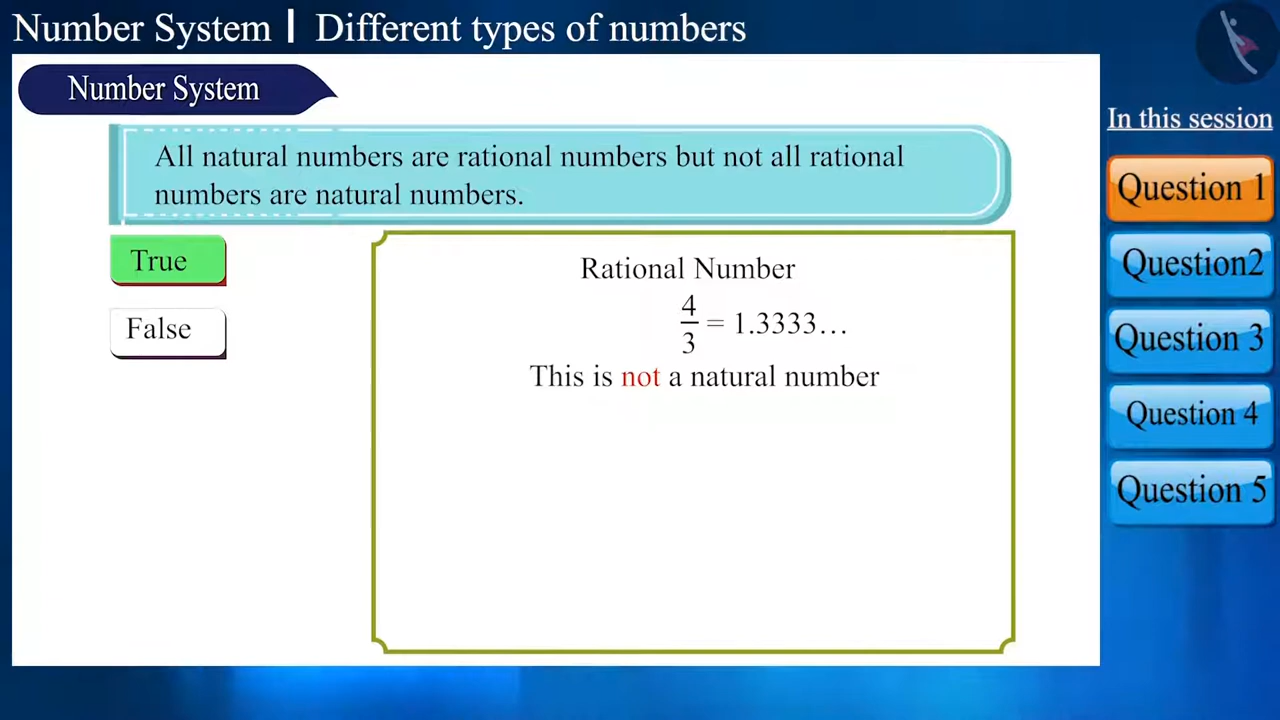 Number System | Different types of numbers
Number System
All natural numbers are rational numbers but not all rational
numbers are natural numbers.
True
False
Rational Number
4/3 = 1.3333...
This is not a natural number
In this session
Question 1
Question2
Question 3
Question 4
Question 5